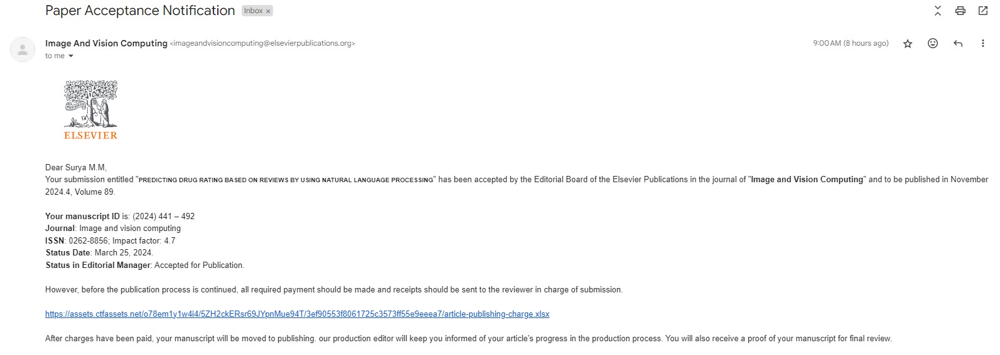 Paper Acceptance Notification Inbox ×
Image And Vision Computing <imageandvisioncomputing@elsevierpublications.org> 9:00 AM (8 hours ago)
to me
NON SOLUS
ELSEVIER
Dear Surya M.M,
Your submission entitled "PREDICTING DRUG RATING BASED ON REVIEWS BY USING NATURAL LANGUAGE PROCESSING" has been accepted by the Editorial Board of the Elsevier Publications in the journal of "Image and Vision Computing" and to be published in November
2024.4, Volume 89.
Your manuscript ID is: (2024) 441 – 492
Journal: Image and vision computing
ISSN: 0262-8856; Impact factor: 4.7
Status Date: March 25, 2024.
Status in Editorial Manager: Accepted for Publication.
However, before the publication process is continued, all required payment should be made and receipts should be sent to the reviewer in charge of submission.
https://assets.ctfassets.net/o78em1y1w4i4/5ZH2ckERsr69JYpnMue94T/3ef90553f8061725c3573ff55e9eeea7/article-publishing-charge.xlsx
After charges have been paid, your manuscript will be moved to publishing. our production editor will keep you informed of your article's progress in the production process. You will also receive a proof of your manuscript for final review.